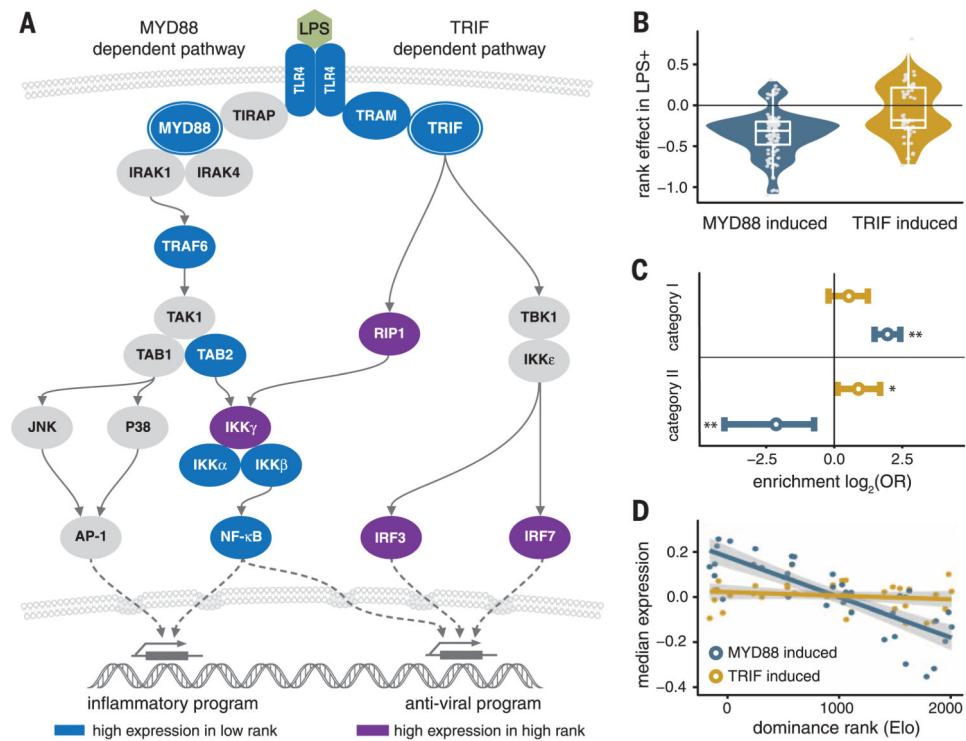 A
MYD88
dependent pathway
LPS
TRIF
dependent pathway
TLR4
TLR4
MYD88
TIRAP
TRAM
TRIF
IRAK1
IRAK4
TRAF6
TAK1
TAB1
TAB2
RIP1
TBK1
IKKε
JNK
P38
IKKγ
IKKα
IKKβ
AP-1
NF-κB
IRF3
IRF7
inflammatory program
anti-viral program
high expression in low rank
high expression in high rank
B
rank effect in LPS+
0.5
0.0
−0.5
−1.0
MYD88 induced
TRIF induced
C
category I
category II
**
*
**
−2.5
0.0
2.5
enrichment log₂(OR)
D
median expression
0.2
0.0
−0.2
−0.4
MYD88 induced
TRIF induced
0
1000
2000
dominance rank (Elo)